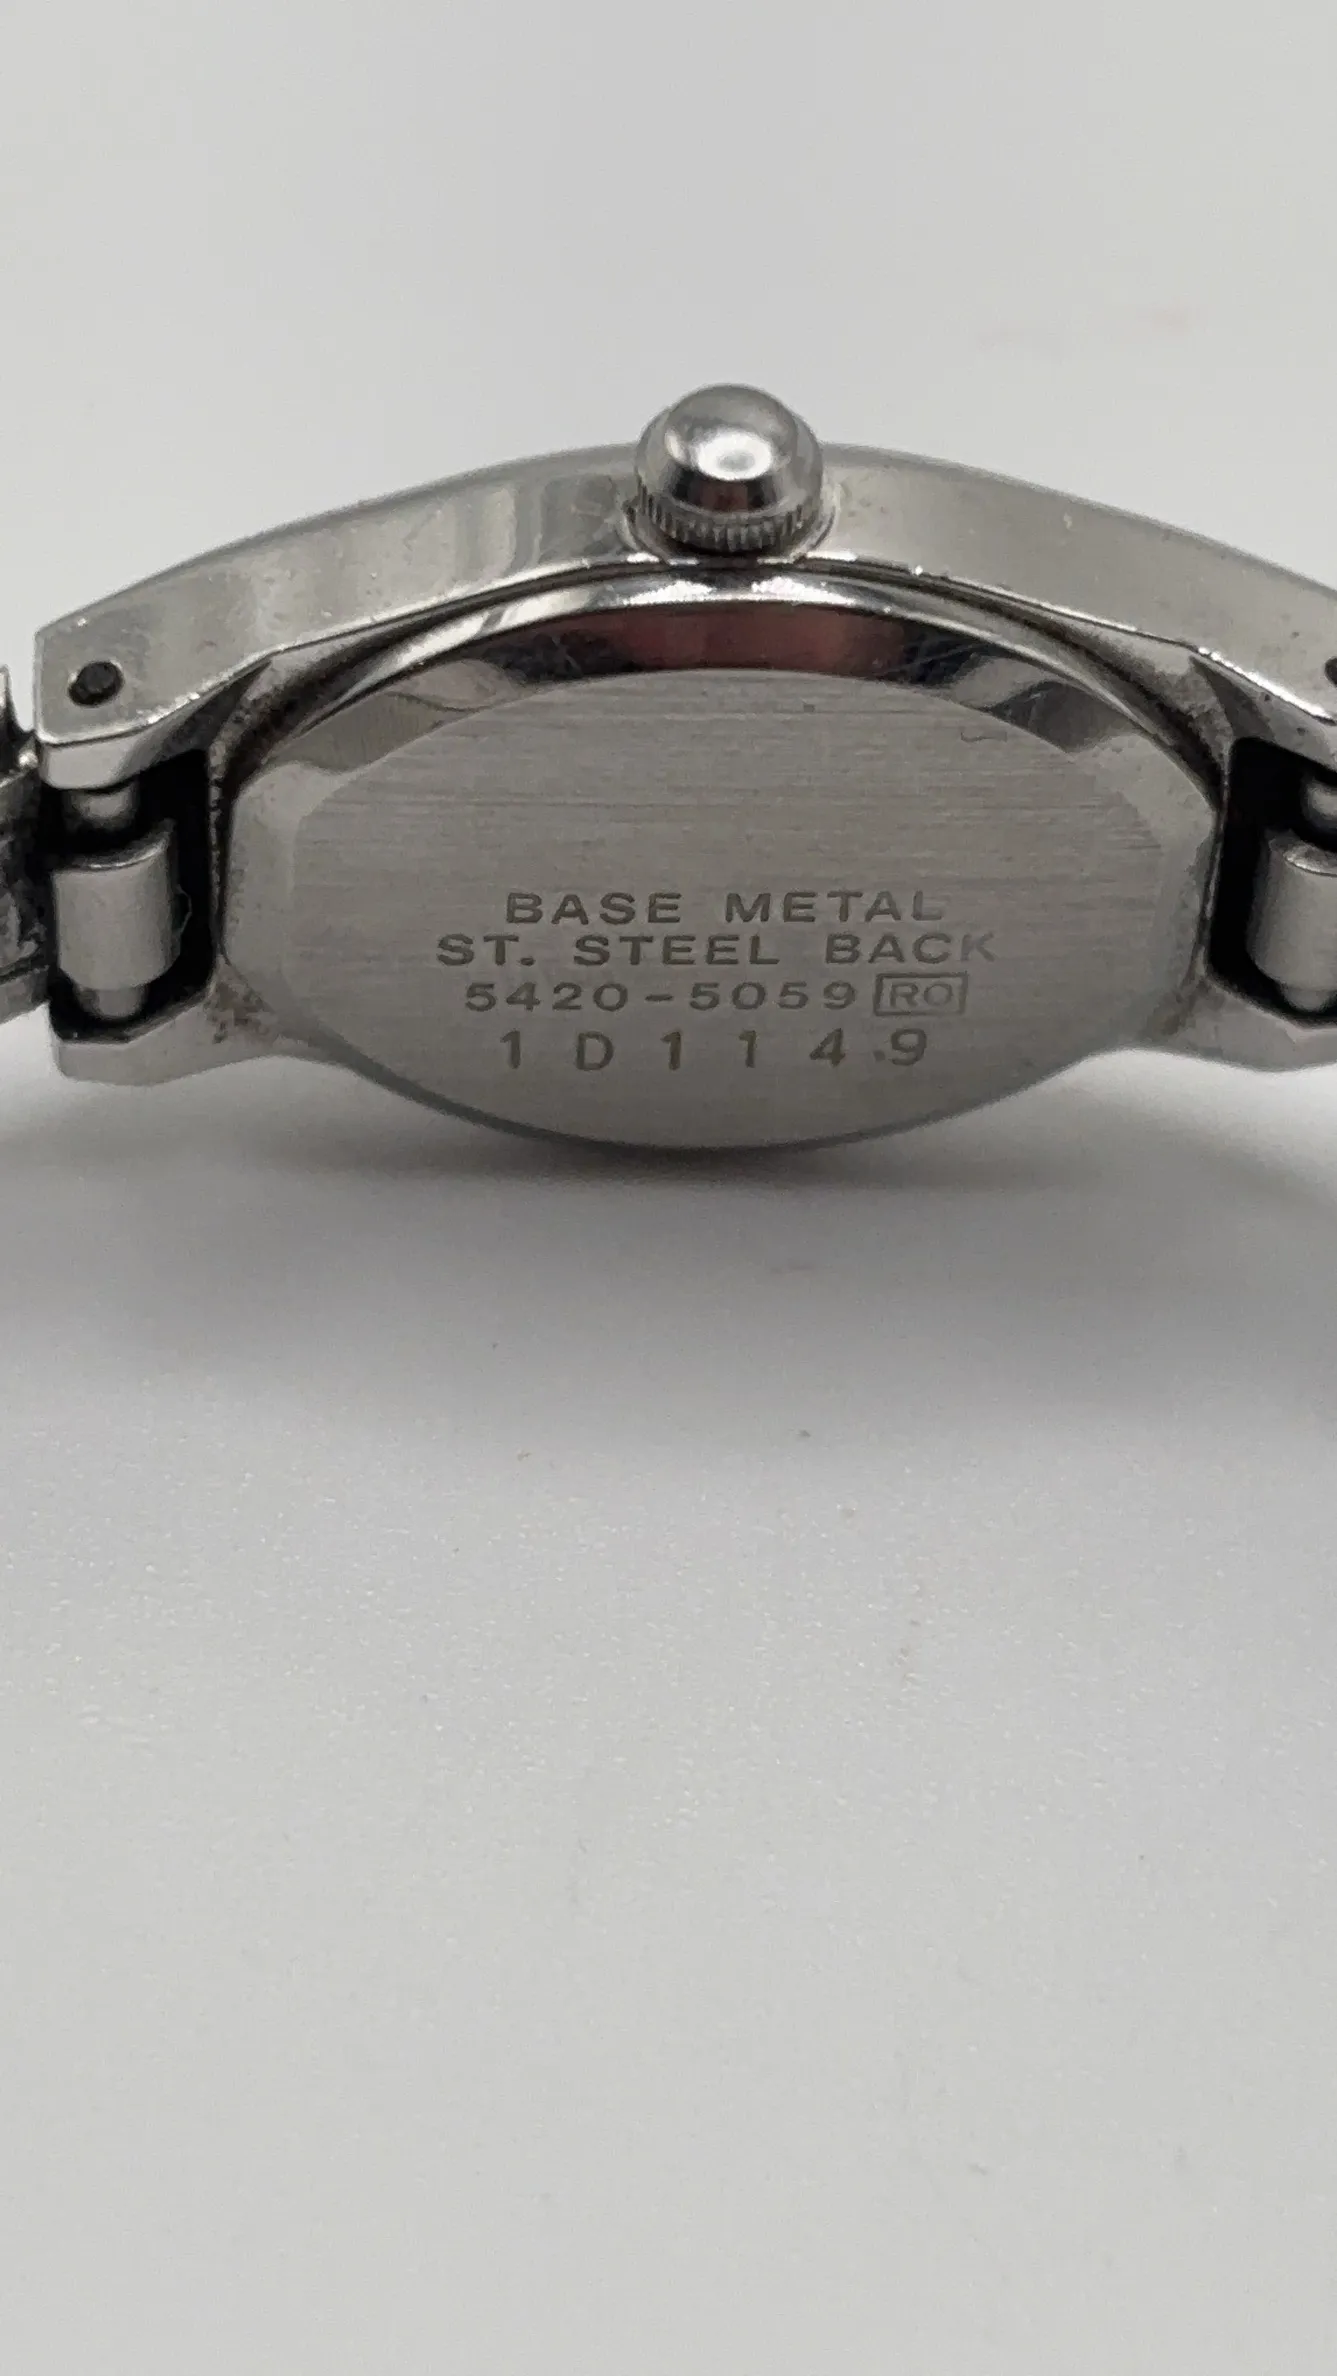 BASE METAL
ST. STEEL BACK
5420-5059 RO
1D1149